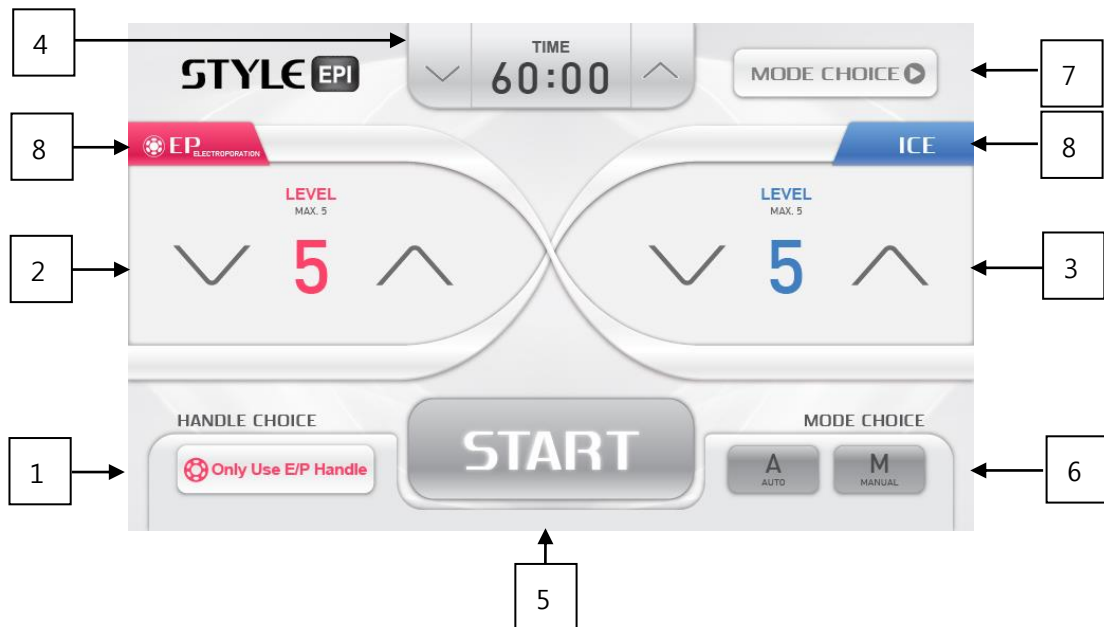 4
STYLE EPI
TIME
60:00
MODE CHOICE
7
8
EP ELECTROPORATION
ICE
8
LEVEL
MAX. 5
5
LEVEL
MAX. 5
5
2
3
HANDLE CHOICE
START
MODE CHOICE
1
Only Use E/P Handle
A
AUTO
M
MANUAL
6
5